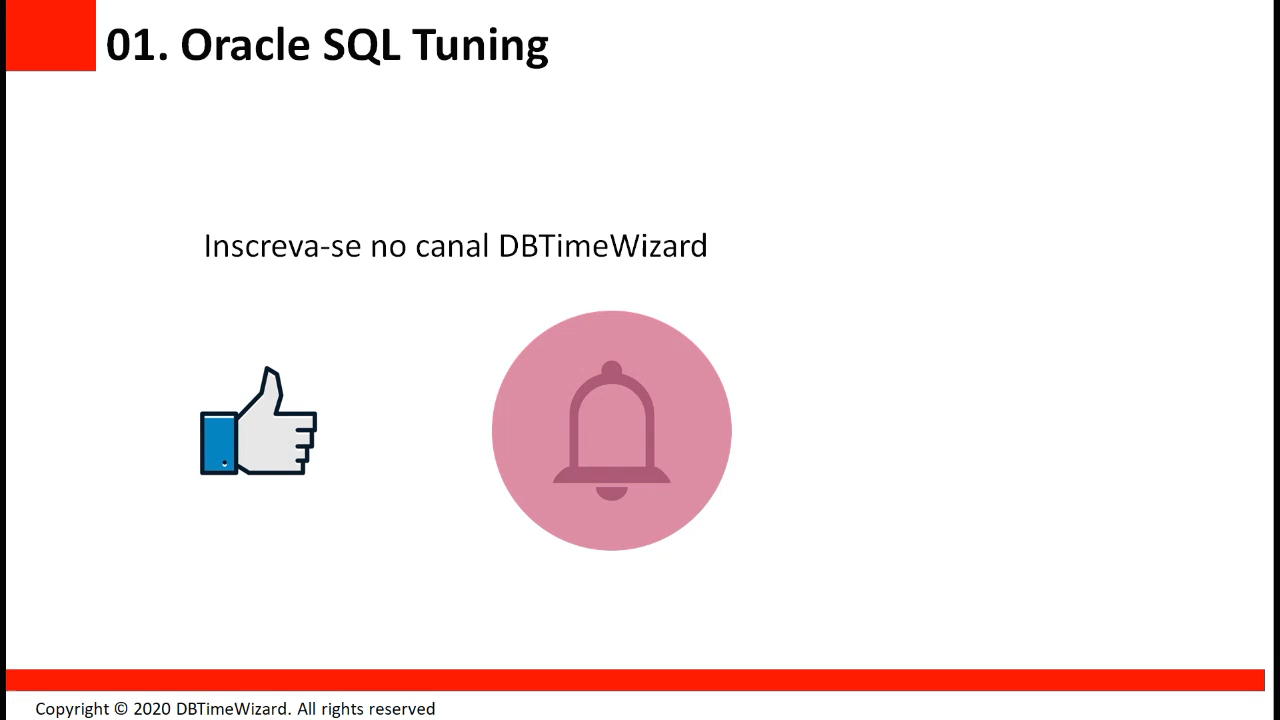 01. Oracle SQL Tuning
Inscreva-se no canal DBTimeWizard
Copyright © 2020 DBTimeWizard. All rights reserved